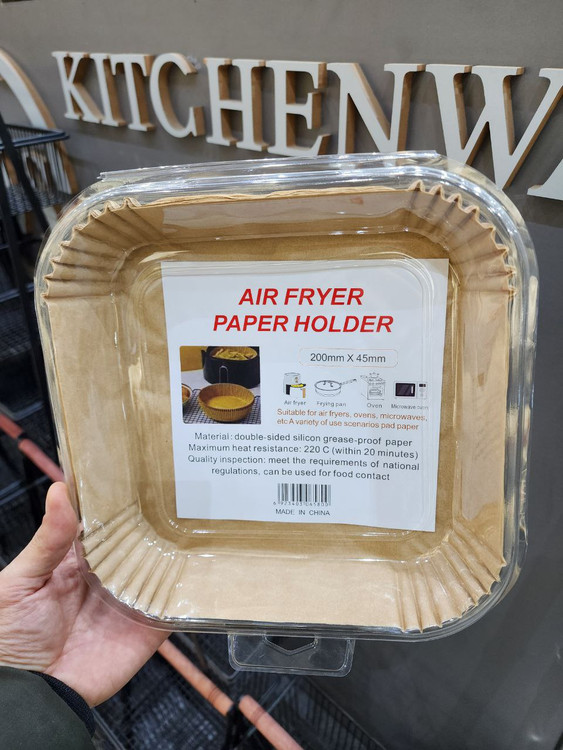 KITCHENW
AIR FRYER
PAPER HOLDER
200mm X 45mm
Air fryer Frying pan Oven Microwave oven
Suitable for air fryers, ovens, microwaves,
etc A variety of use scenarios pad paper
Material: double-sided silicon grease-proof paper
Maximum heat resistance: 220 C (within 20 minutes)
Quality inspection: meet the requirements of national
regulations, can be used for food contact
MADE IN CHINA